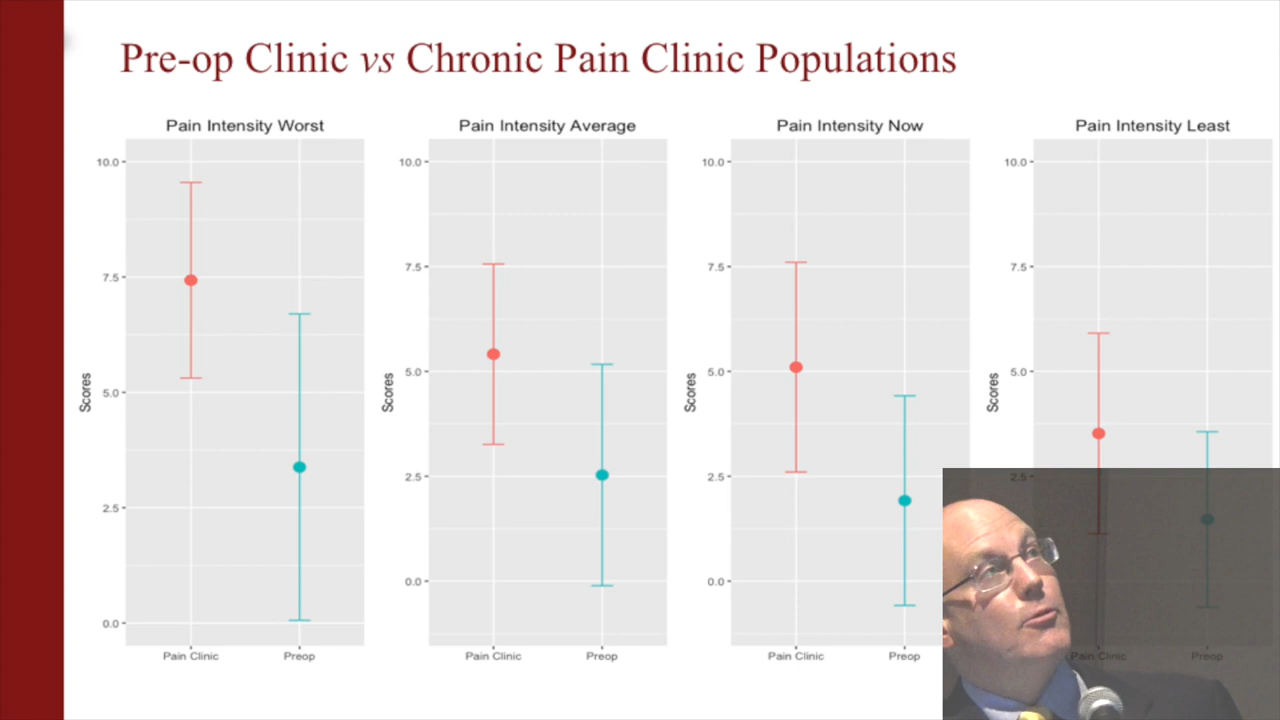 Pre-op Clinic vs Chronic Pain Clinic Populations
Pain Intensity Worst
10.0
7.5
5.0
2.5
0.0
Scores
Pain Clinic
Preop
Pain Intensity Average
10.0
7.5
5.0
2.5
0.0
Scores
Pain Clinic
Preop
Pain Intensity Now
10.0
7.5
5.0
2.5
0.0
Scores
Pain Clinic
Preop
Pain Intensity Least
10.0
7.5
5.0
2.5
Scores
Pain Clinic
Preop